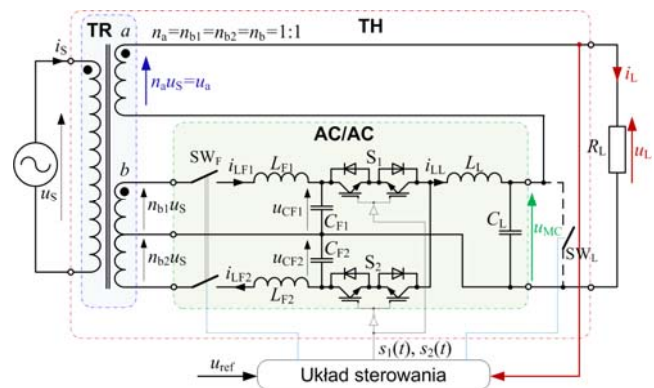 TR
n_a=n_b1=n_b2=n_b=1:1
TH
a
i_S
n_a u_S=u_a
i_L
AC/AC
SW_F
i_LF1
L_F1
S_1
i_LL
L_L
R_L
u_L
u_S
b
n_b1 u_S
u_CF1
C_F1
C_L
u_MC
SW_L
n_b2 u_S
u_CF2
C_F2
S_2
i_LF2
L_F2
s_1(t), s_2(t)
u_ref
Układ sterowania